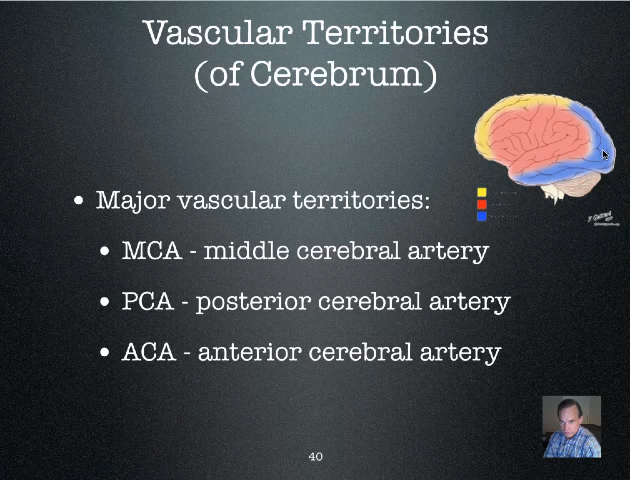 Vascular Territories
(of Cerebrum)
• Major vascular territories:
• MCA - middle cerebral artery
• PCA - posterior cerebral artery
• ACA - anterior cerebral artery
40